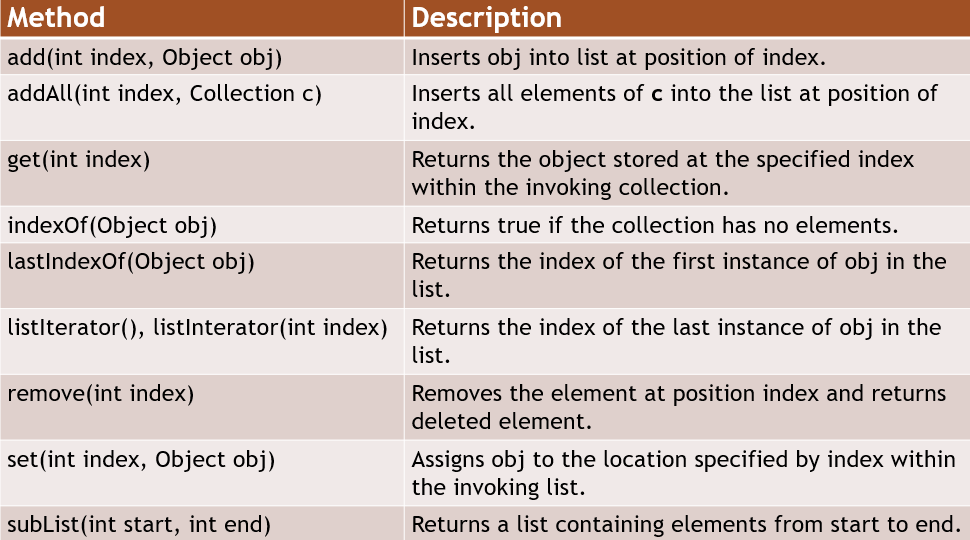 Method Description
add(int index, Object obj) Inserts obj into list at position of index.
addAll(int index, Collection c) Inserts all elements of c into the list at position of
index.
get(int index) Returns the object stored at the specified index
within the invoking collection.
indexOf(Object obj) Returns true if the collection has no elements.
lastIndexOf(Object obj) Returns the index of the first instance of obj in the
list.
listIterator(), listInterator(int index) Returns the index of the last instance of obj in the
list.
remove(int index) Removes the element at position index and returns
deleted element.
set(int index, Object obj) Assigns obj to the location specified by index within
the invoking list.
subList(int start, int end) Returns a list containing elements from start to end.